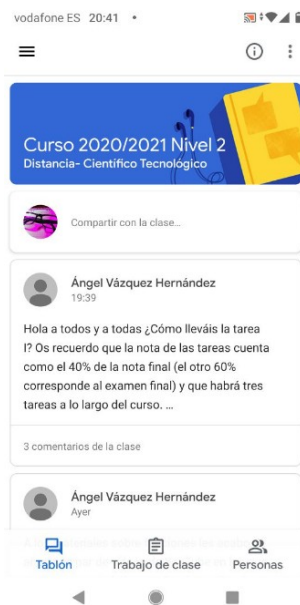 vodafone ES 20:41
Curso 2020/2021 Nivel 2
Distancia- Científico Tecnológico
Compartir con la clase...
Ángel Vázquez Hernández
19:39
Hola a todos y a todas ¿Cómo lleváis la tarea
I? Os recuerdo que la nota de las tareas cuenta
como el 40% de la nota final (el otro 60%
corresponde al examen final) y que habrá tres
tareas a lo largo del curso. ...
3 comentarios de la clase
Ángel Vázquez Hernández
Ayer
Tablón Trabajo de clase Personas